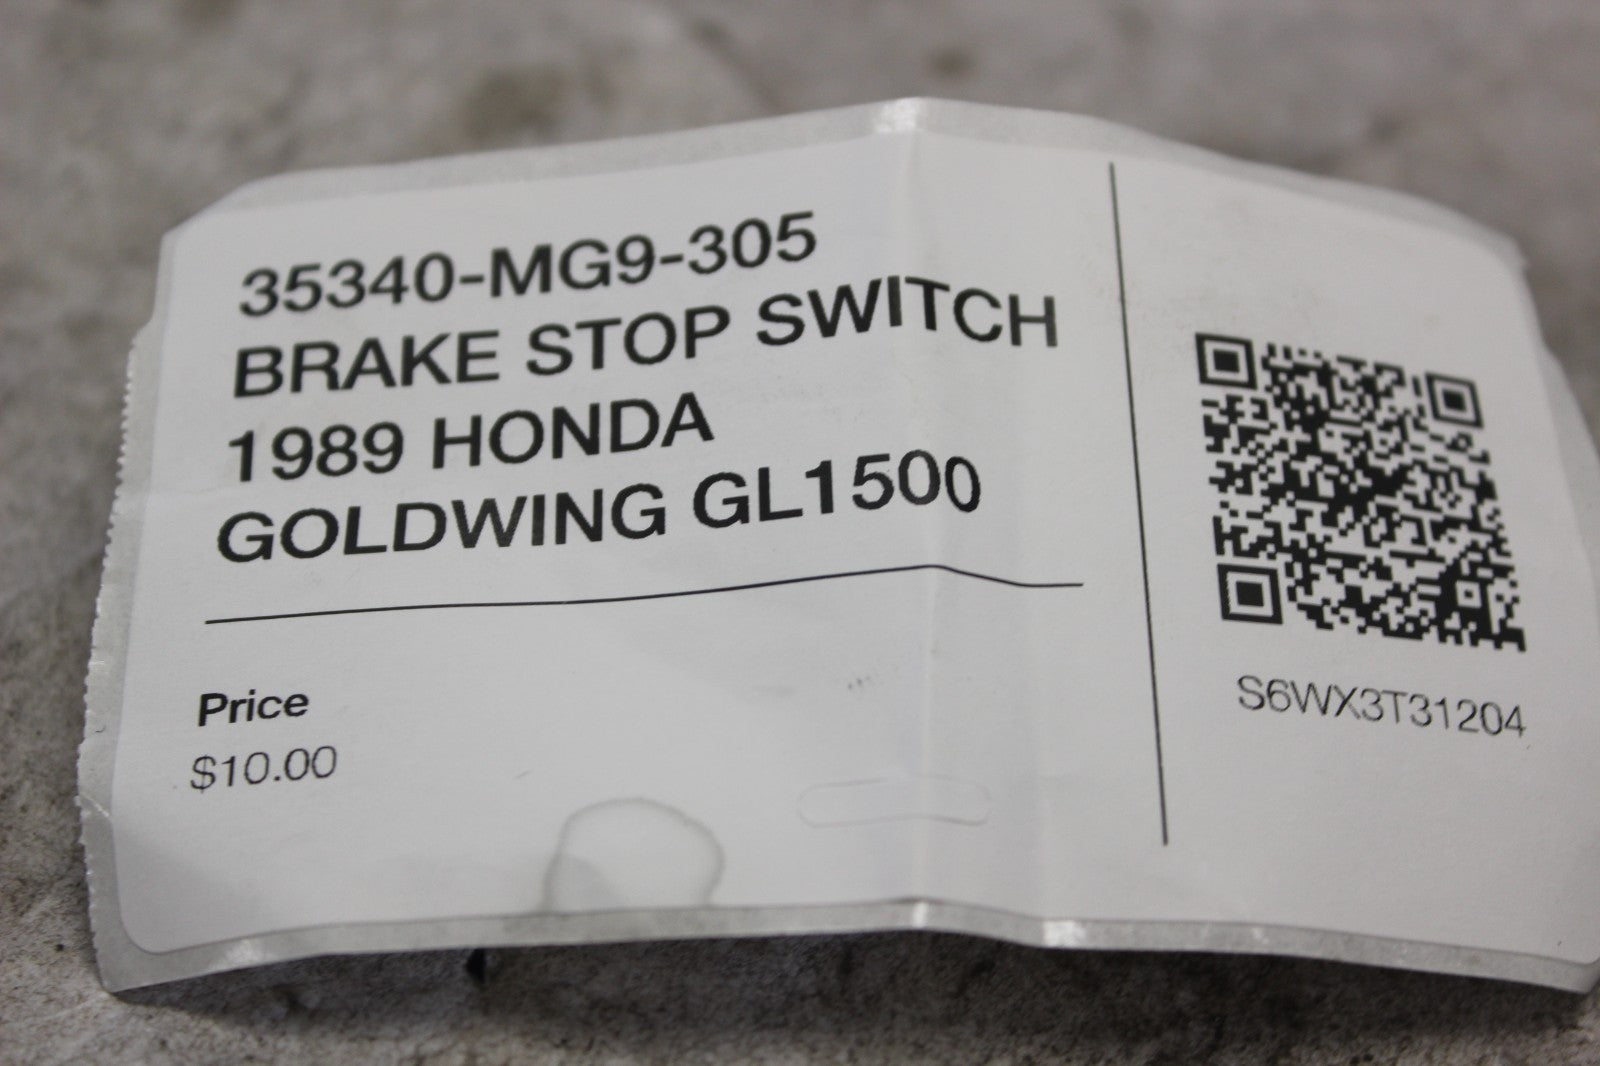 35340-MG9-305
BRAKE STOP SWITCH
1989 HONDA
GOLDWING GL1500
Price
$10.00
S6WX3T31204